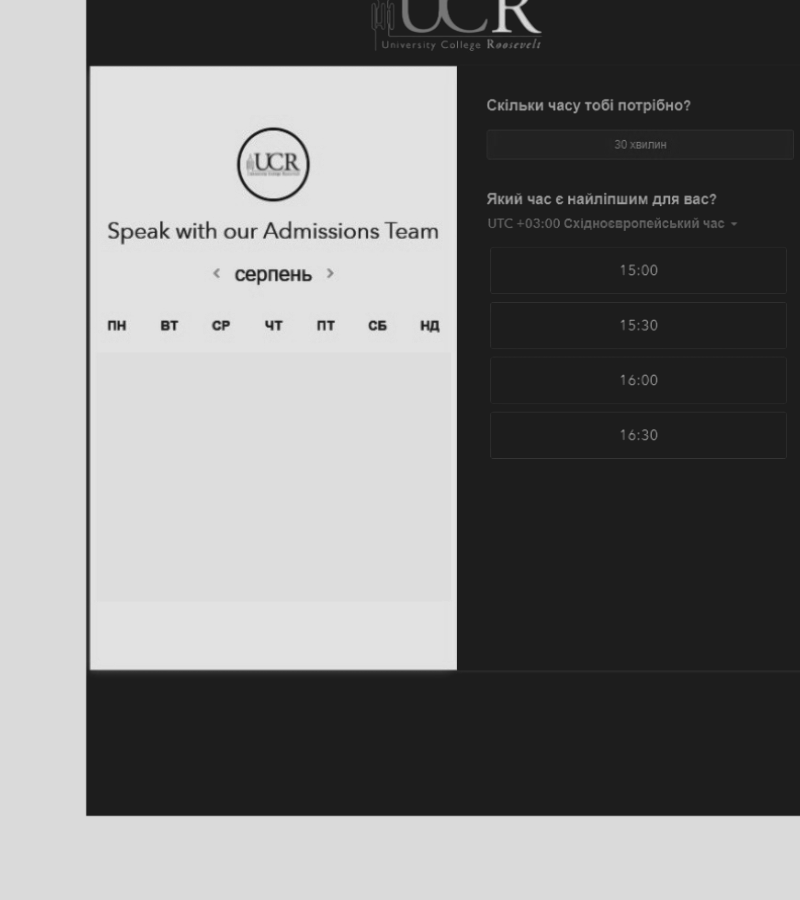 UCR
University College Roosevelt
UCR
Speak with our Admissions Team
серпень
ПН ВТ СР ЧТ ПТ СБ НД
Скільки часу тобі потрібно?
30 хвилин
Який час є найліпшим для вас?
UTC +03:00 Східноєвропейський час
15:00
15:30
16:00
16:30